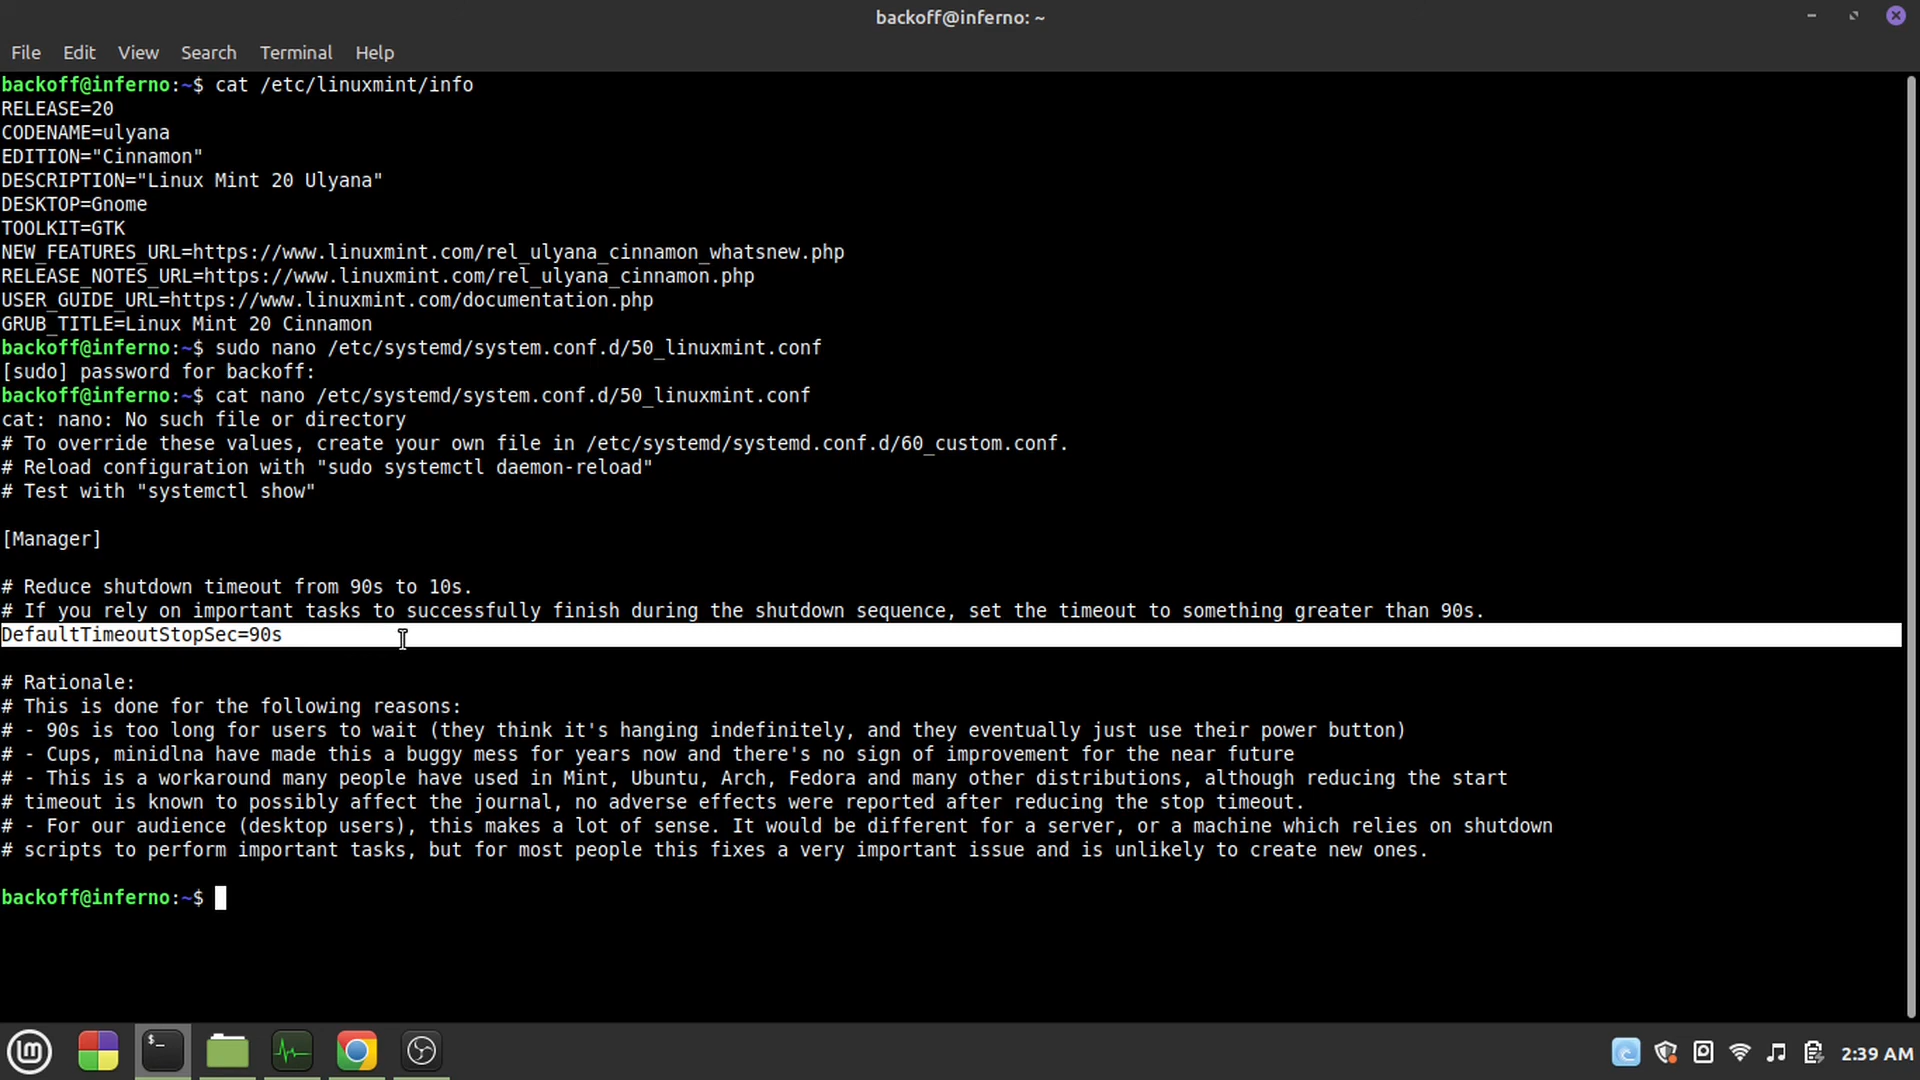 backoff@inferno: ~
File Edit View Search Terminal Help
backoff@inferno:~$ cat /etc/linuxmint/info
RELEASE=20
CODENAME=ulyana
EDITION="Cinnamon"
DESCRIPTION="Linux Mint 20 Ulyana"
DESKTOP=Gnome
TOOLKIT=GTK
NEW_FEATURES_URL=https://www.linuxmint.com/rel_ulyana_cinnamon_whatsnew.php
RELEASE_NOTES_URL=https://www.linuxmint.com/rel_ulyana_cinnamon.php
USER_GUIDE_URL=https://www.linuxmint.com/documentation.php
GRUB_TITLE=Linux Mint 20 Cinnamon
backoff@inferno:~$ sudo nano /etc/systemd/system.conf.d/50_linuxmint.conf
[sudo] password for backoff:
backoff@inferno:~$ cat nano /etc/systemd/system.conf.d/50_linuxmint.conf
cat: nano: No such file or directory
# To override these values, create your own file in /etc/systemd/systemd.conf.d/60_custom.conf.
# Reload configuration with "sudo systemctl daemon-reload"
# Test with "systemctl show"
[Manager]
# Reduce shutdown timeout from 90s to 10s.
# If you rely on important tasks to successfully finish during the shutdown sequence, set the timeout to something greater than 90s.
DefaultTimeoutStopSec=90s
# Rationale:
# This is done for the following reasons:
# - 90s is too long for users to wait (they think it's hanging indefinitely, and they eventually just use their power button)
# - Cups, minidlna have made this a buggy mess for years now and there's no sign of improvement for the near future
# - This is a workaround many people have used in Mint, Ubuntu, Arch, Fedora and many other distributions, although reducing the start
# timeout is known to possibly affect the journal, no adverse effects were reported after reducing the stop timeout.
# - For our audience (desktop users), this makes a lot of sense. It would be different for a server, or a machine which relies on shutdown
# scripts to perform important tasks, but for most people this fixes a very important issue and is unlikely to create new ones.
backoff@inferno:~$
2:39 AM